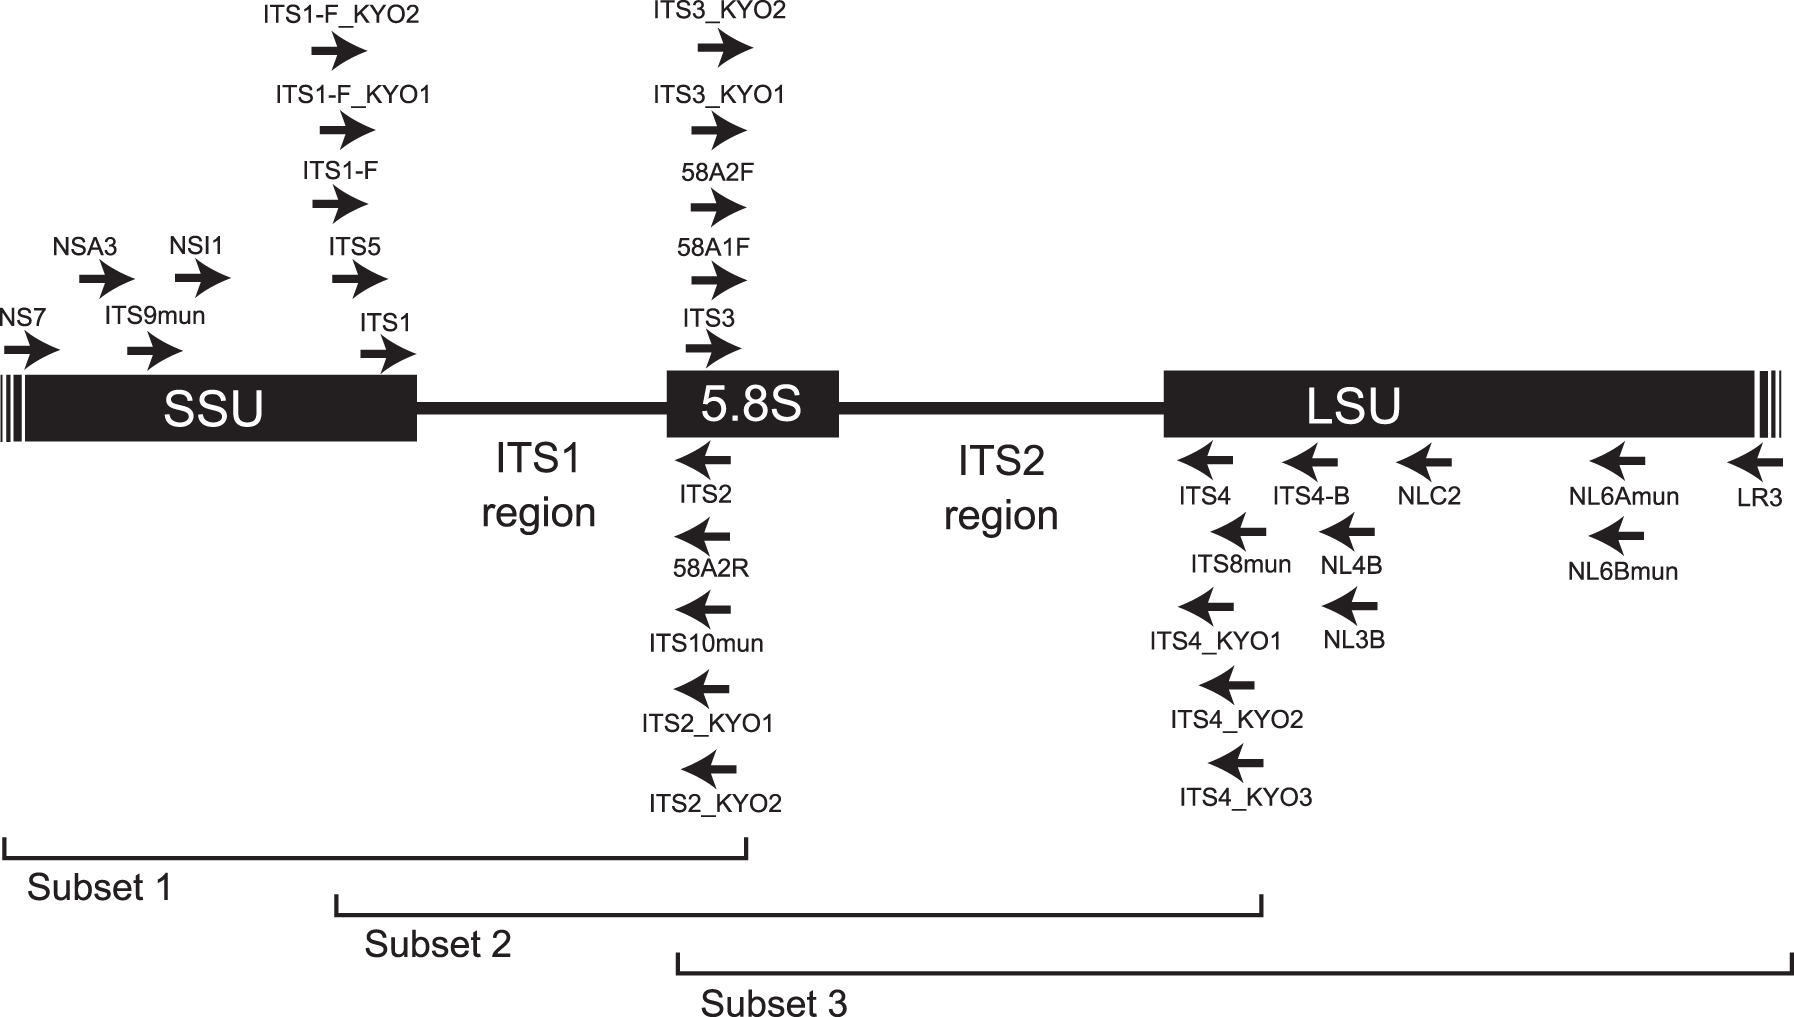 ITS1-F_KYO2
ITS3_KYO2
ITS1-F_KYO1
ITS3_KYO1
ITS1-F
58A2F
NSA3
NSI1
ITS5
58A1F
NS7
ITS9mun
ITS1
ITS3
SSU
5.8S
LSU
ITS1
region
ITS2
region
ITS2
ITS4
ITS4-B
NLC2
NL6Amun
LR3
58A2R
ITS8mun
NL4B
NL6Bmun
ITS10mun
ITS4_KYO1
NL3B
ITS2_KYO1
ITS4_KYO2
ITS2_KYO2
ITS4_KYO3
Subset 1
Subset 2
Subset 3